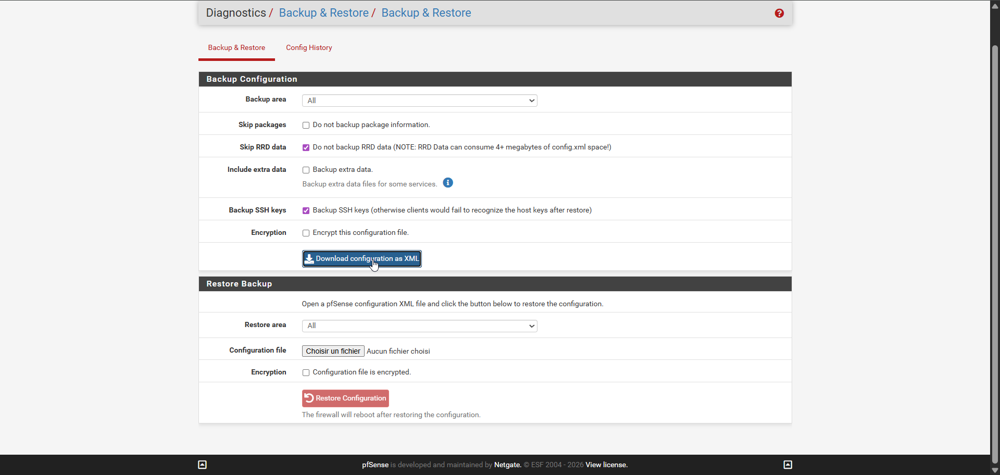 Diagnostics / Backup & Restore / Backup & Restore
Backup & Restore Config History
Backup Configuration
Backup area All
Skip packages Do not backup package information.
Skip RRD data Do not backup RRD data (NOTE: RRD Data can consume 4+ megabytes of config.xml space!)
Include extra data Backup extra data.
Backup extra data files for some services.
Backup SSH keys Backup SSH keys (otherwise clients would fail to recognize the host keys after restore)
Encryption Encrypt this configuration file.
Download configuration as XML
Restore Backup
Open a pfSense configuration XML file and click the button below to restore the configuration.
Restore area All
Configuration file Choisir un fichier Aucun fichier choisi
Encryption Configuration file is encrypted.
Restore Configuration
The firewall will reboot after restoring the configuration.
pfSense is developed and maintained by Netgate. © ESF 2004 - 2026 View license.